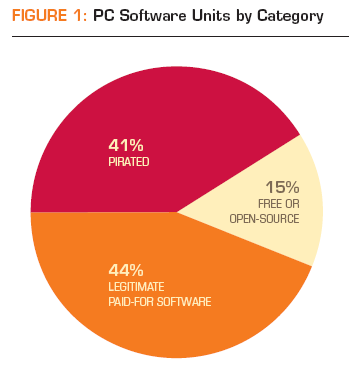 FIGURE 1: PC Software Units by Category
41%
PIRATED
15%
FREE OR
OPEN-SOURCE
44%
LEGITIMATE
PAID-FOR SOFTWARE